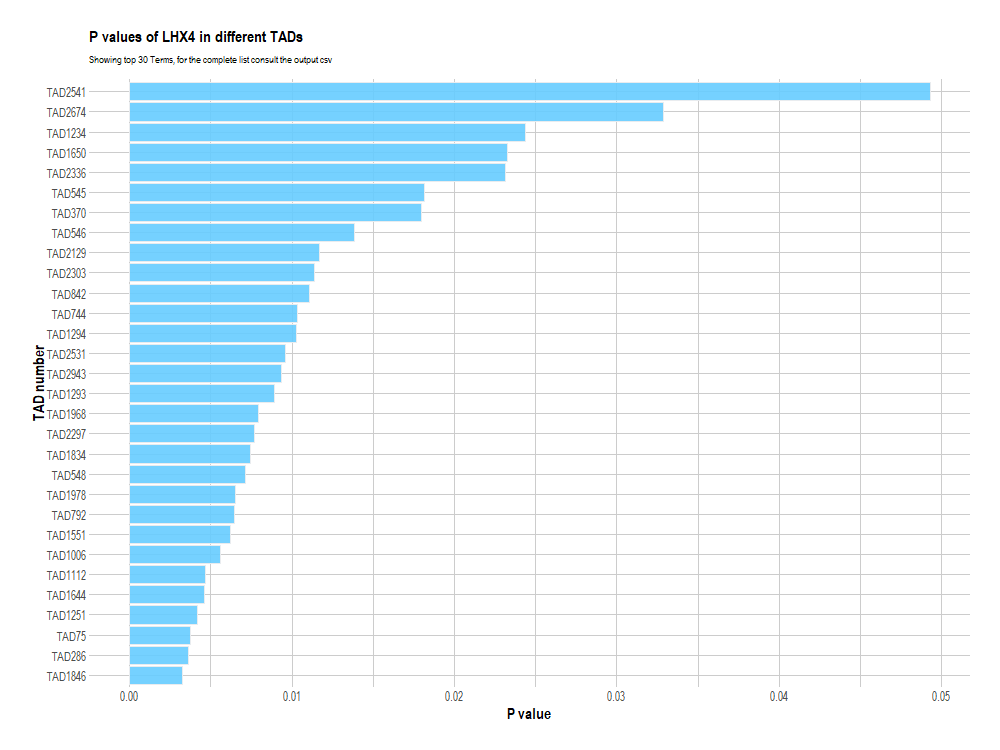 P values of LHX4 in different TADs
Showing top 30 Terms, for the complete list consult the output csv
TAD number
TAD2541
TAD2674
TAD1234
TAD1650
TAD2336
TAD545
TAD370
TAD546
TAD2129
TAD2303
TAD842
TAD744
TAD1294
TAD2531
TAD2943
TAD1293
TAD1968
TAD2297
TAD1834
TAD548
TAD1978
TAD792
TAD1551
TAD1006
TAD1112
TAD1644
TAD1251
TAD75
TAD286
TAD1846
0.00 0.01 0.02 0.03 0.04 0.05
P value